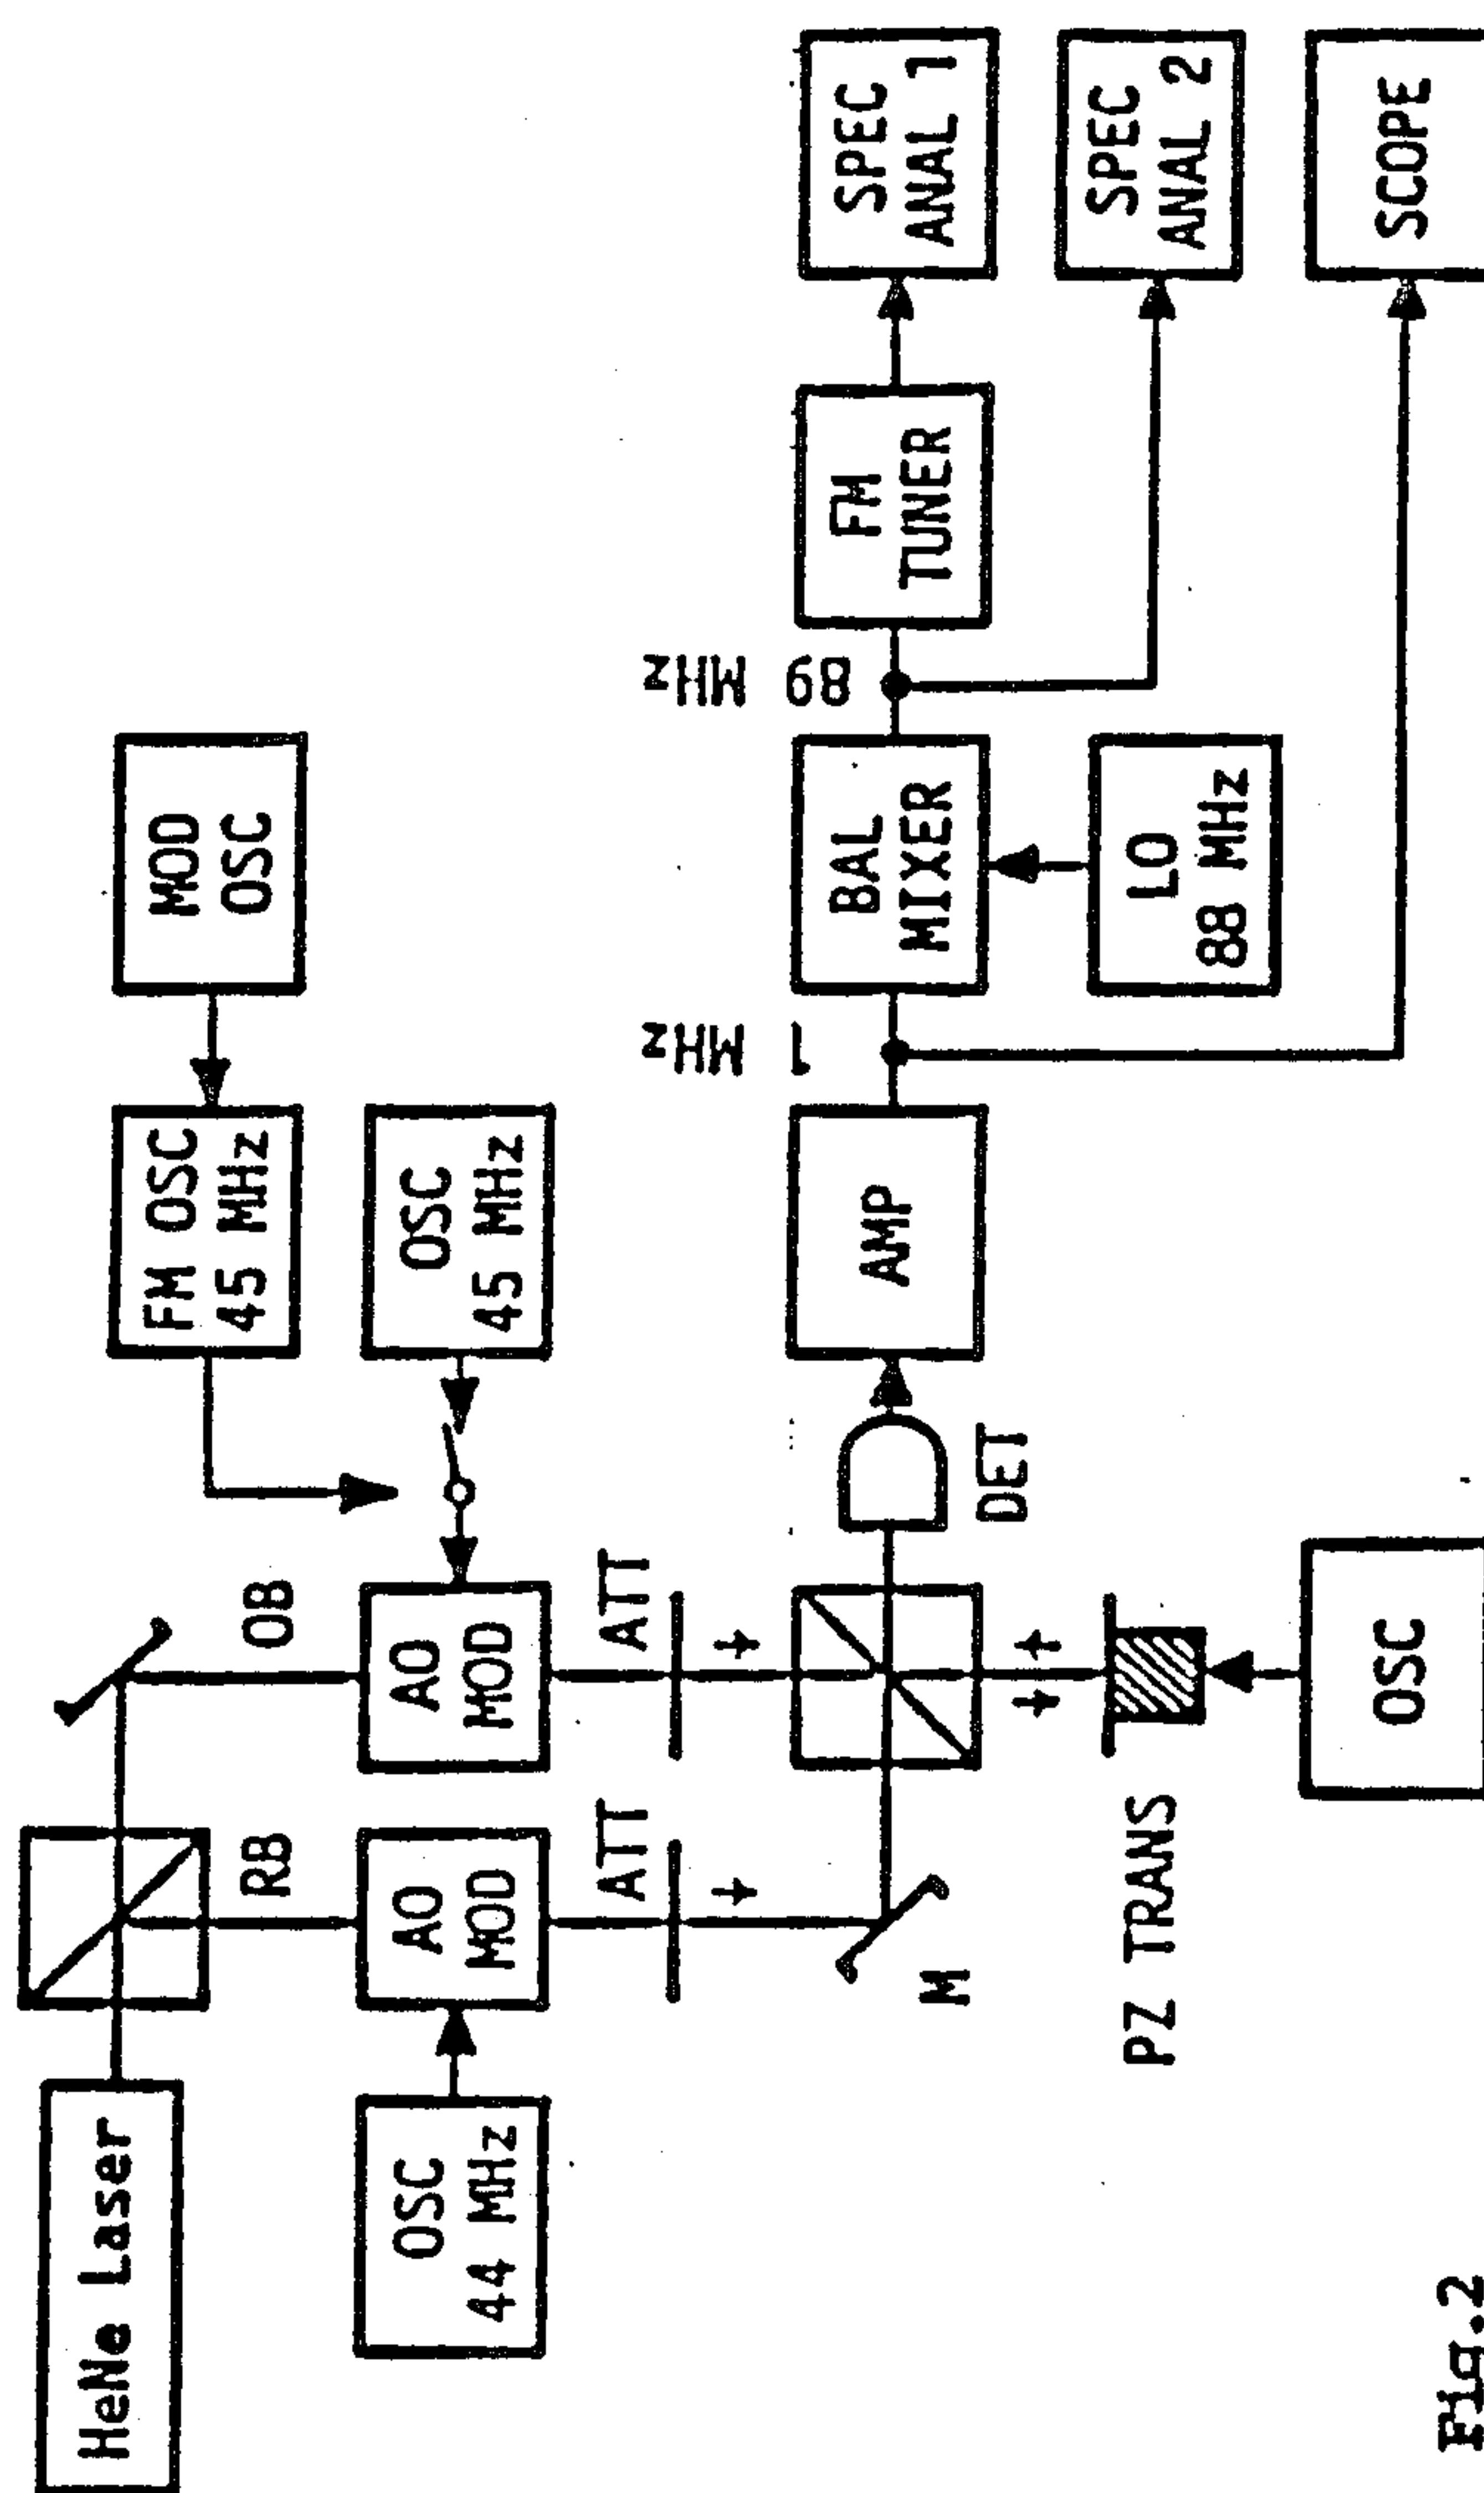 HeNe Laser
FM OSC
45 MHz
MOD
OSC
RB
OB
OSC
44 MHz
AO
MOD
AO
MOD
OSC
45 MHz
ATT
ATT
1 MHz
89 MHz
AMP
BAL
MIXER
FM
TUNER
SPEC
ANAL 1
M
DET
PZ TRANS
LO
88 MHz
SPEC
ANAL 2
OSC
SCOPE
Fig.2